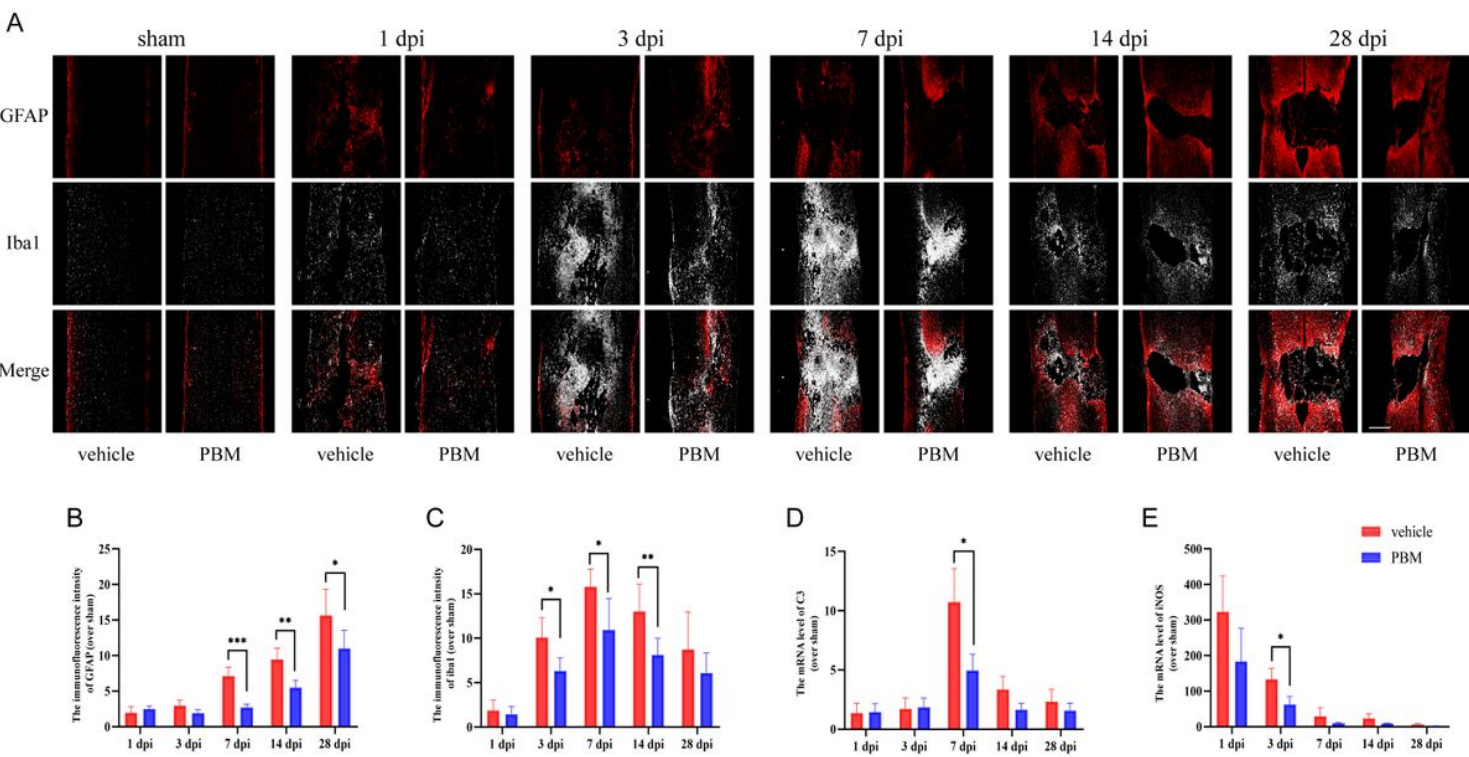 A
sham 1 dpi 3 dpi 7 dpi 14 dpi 28 dpi
GFAP
Iba1
Merge
vehicle PBM vehicle PBM vehicle PBM vehicle PBM vehicle PBM vehicle PBM
B
The immunofluorescence intnsity
of GFAP (over sham)
25
20
15
10
5
0
* ** ***
1 dpi 3 dpi 7 dpi 14 dpi 28 dpi
C
The immunofluorescence intnsity
of iba1 (over sham)
20
15
10
5
0
* * **
1 dpi 3 dpi 7 dpi 14 dpi 28 dpi
D
The mRNA level of C3
(over sham)
15
10
5
0
*
1 dpi 3 dpi 7 dpi 14 dpi 28 dpi
E
The mRNA level of iNOS
(over sham)
500
400
300
200
100
0
*
1 dpi 3 dpi 7 dpi 14 dpi 28 dpi
vehicle
PBM